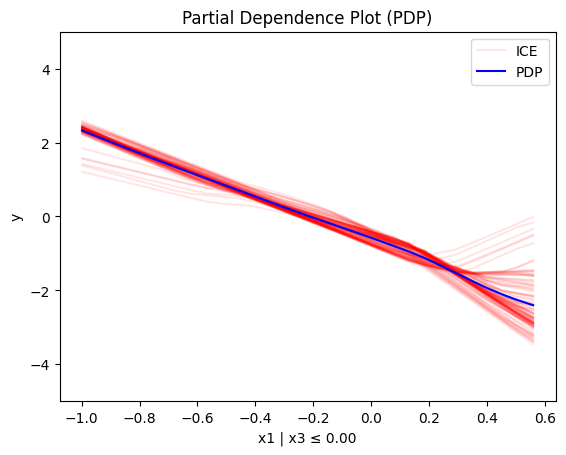 Partial Dependence Plot (PDP)
ICE
PDP
4
2
0
−2
−4
y
−1.0 −0.8 −0.6 −0.4 −0.2 0.0 0.2 0.4 0.6
x1 | x3 ≤ 0.00